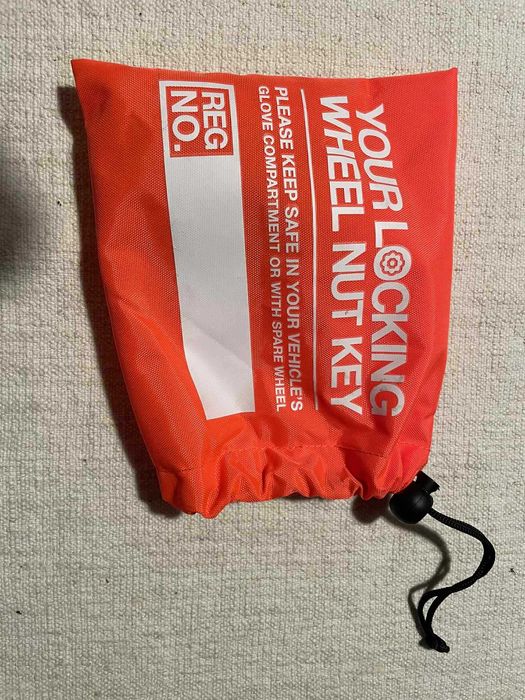 YOUR LOCKING
WHEEL NUT KEY
PLEASE KEEP SAFE IN YOUR VEHICLE'S
GLOVE COMPARTMENT OR WITH SPARE WHEEL
REG
NO.